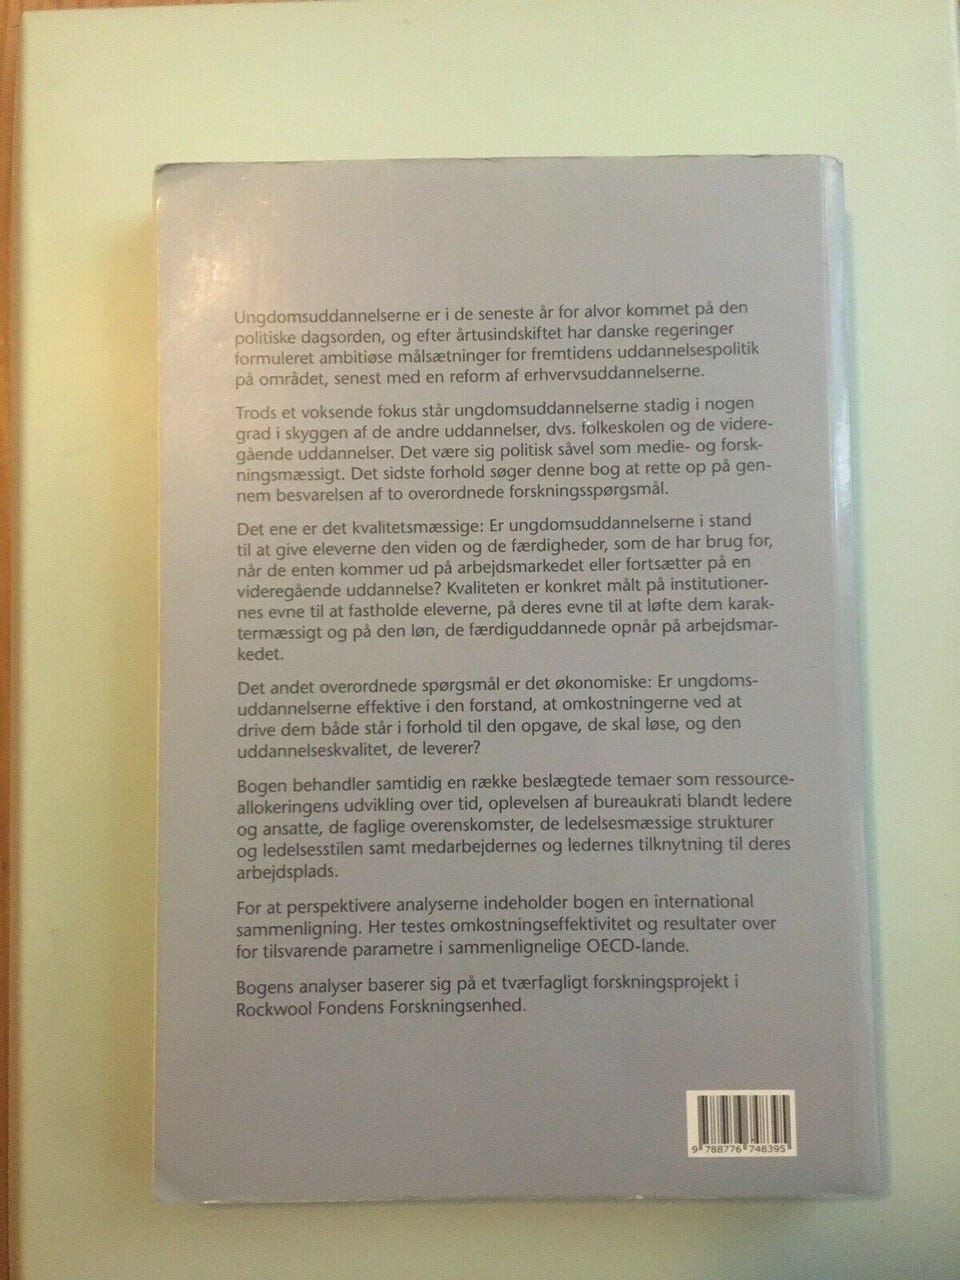 Ungdomsuddannelserne er i de seneste år for alvor kommet på den
politiske dagsorden, og efter årtusindskiftet har danske regeringer
formuleret ambitiøse målsætninger for fremtidens uddannelsespolitik
på området, senest med en reform af erhvervsuddannelserne.
Trods et voksende fokus står ungdomsuddannelserne stadig i nogen
grad i skyggen af de andre uddannelser, dvs. folkeskolen og de videre-
gående uddannelser. Det være sig politisk såvel som medie- og forsk-
ningsmæssigt. Det sidste forhold søger denne bog at rette op på gen-
nem besvarelsen af to overordnede forskningsspørgsmål.
Det ene er det kvalitetsmæssige: Er ungdomsuddannelserne i stand
til at give eleverne den viden og de færdigheder, som de har brug for,
når de enten kommer ud på arbejdsmarkedet eller fortsætter på en
videregående uddannelse? Kvaliteten er konkret målt på institutioner-
nes evne til at fastholde eleverne, på deres evne til at løfte dem karak-
termæssigt og på den løn, de færdiguddannede opnår på arbejdsmar-
kedet.
Det andet overordnede spørgsmål er det økonomiske: Er ungdoms-
uddannelserne effektive i den forstand, at omkostningerne ved at
drive dem både står i forhold til den opgave, de skal løse, og den
uddannelseskvalitet, de leverer?
Bogen behandler samtidig en række beslægtede temaer som ressource-
allokeringens udvikling over tid, oplevelsen af bureaukrati blandt ledere
og ansatte, de faglige overenskomster, de ledelsesmæssige strukturer
og ledelsesstilen samt medarbejdernes og ledernes tilknytning til deres
arbejdsplads.
For at perspektivere analyserne indeholder bogen en international
sammenligning. Her testes omkostningseffektivitet og resultater over
for tilsvarende parametre i sammenlignelige OECD-lande.
Bogens analyser baserer sig på et tværfagligt forskningsprojekt i
Rockwool Fondens Forskningsenhed.
9 788776 748395